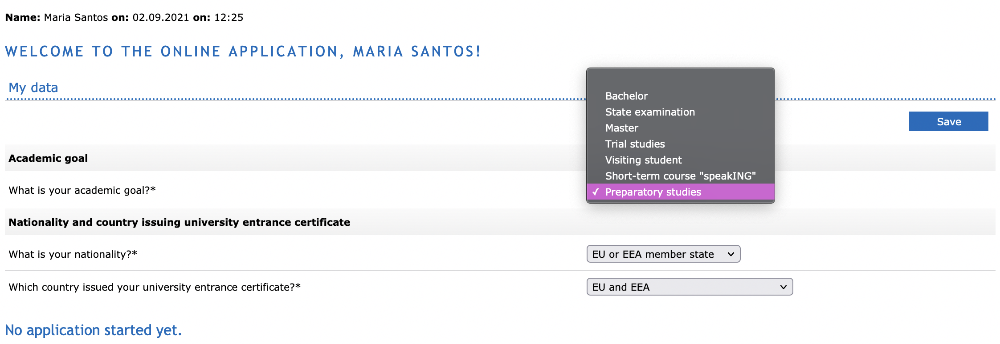 Name: Maria Santos on: 02.09.2021 on: 12:25
WELCOME TO THE ONLINE APPLICATION, MARIA SANTOS!
My data
Bachelor
State examination
Master
Trial studies
Visiting student
Short-term course "speakING"
✓ Preparatory studies
Save
Academic goal
What is your academic goal?*
Nationality and country issuing university entrance certificate
What is your nationality?* EU or EEA member state
Which country issued your university entrance certificate?* EU and EEA
No application started yet.